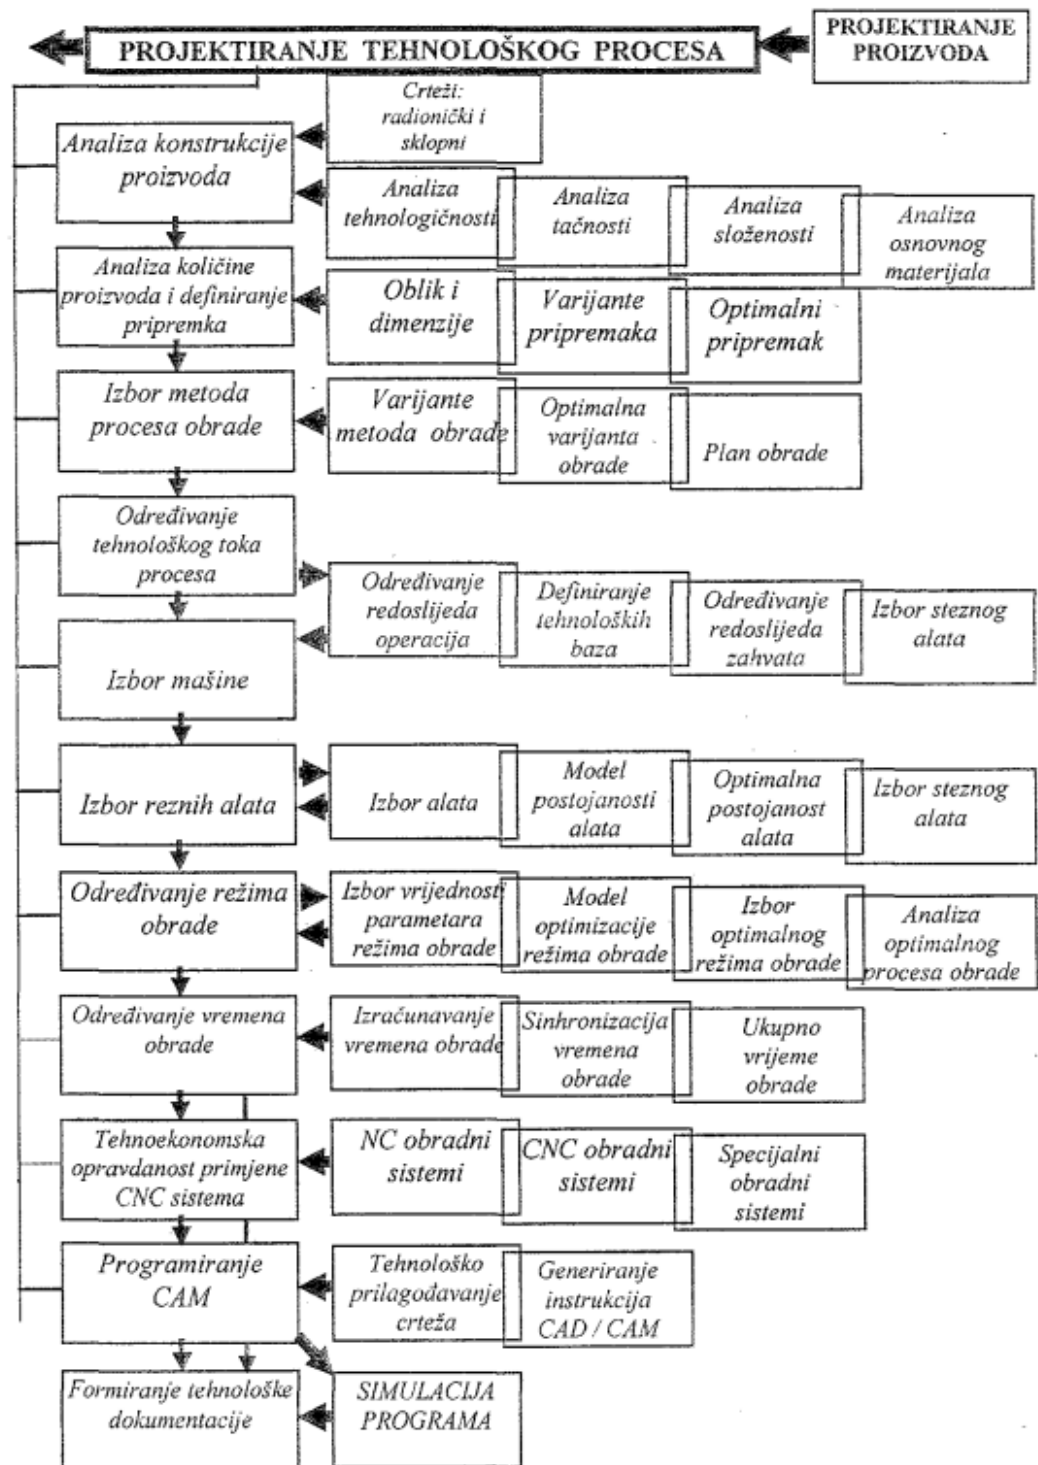 PROJEKTIRANJE TEHNOLOŠKOG PROCESA
PROJEKTIRANJE
PROIZVODA
Crteži:
radionički i
sklopni
Analiza konstrukcije
proizvoda
Analiza
tehnologičnosti
Analiza
tačnosti
Analiza
složenosti
Analiza
osnovnog
materijala
Analiza količine
proizvoda i definiranje
pripremka
Oblik i
dimenzije
Varijante
pripremaka
Optimalni
pripremak
Izbor metoda
procesa obrade
Varijante
metoda obrade
Optimalna
varijanta
obrade
Plan obrade
Određivanje
tehnološkog toka
procesa
Određivanje
redoslijeda
operacija
Definiranje
tehnoloških
baza
Određivanje
redoslijeda
zahvata
Izbor steznog
alata
Izbor mašine
Izbor reznih alata
Izbor alata
Model
postojanosti
alata
Optimalna
postojanost
alata
Izbor steznog
alata
Određivanje režima
obrade
Izbor vrijednosti
parametara
režima obrade
Model
optimizacije
režima obrade
Izbor
optimalnog
režima obrade
Analiza
optimalnog
procesa obrade
Određivanje vremena
obrade
Izračunavanje
vremena obrade
Sinhronizacija
vremena
obrade
Ukupno
vrijeme
obrade
Tehnoekonomska
opravdanost primjene
CNC sistema
NC obradni
sistemi
CNC obradni
sistemi
Specijalni
obradni
sistemi
Programiranje
CAM
Tehnološko
prilagođavanje
crteža
Generiranje
instrukcija
CAD / CAM
Formiranje tehnološke
dokumentacije
SIMULACIJA
PROGRAMA